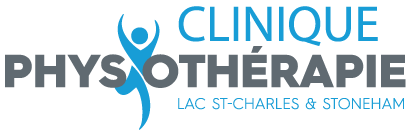 CLINIQUE
PHYSIOTHÉRAPIE
LAC ST-CHARLES & STONEHAM